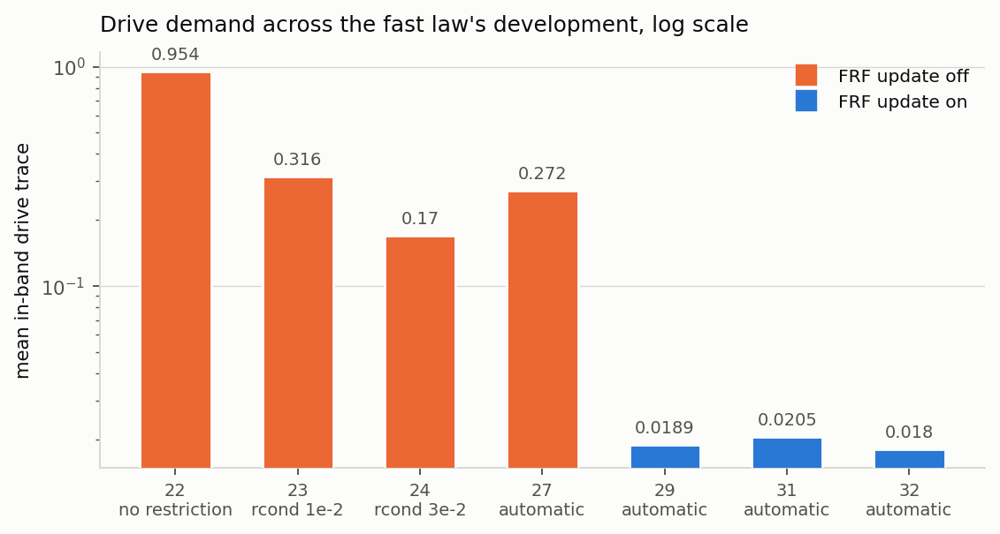 Drive demand across the fast law's development, log scale
0.954
10⁰
FRF update off
FRF update on
0.316
0.272
0.17
10⁻¹
mean in-band drive trace
0.0189
0.0205
0.018
22
23
24
27
29
31
32
no restriction
rcond 1e-2
rcond 3e-2
automatic
automatic
automatic
automatic